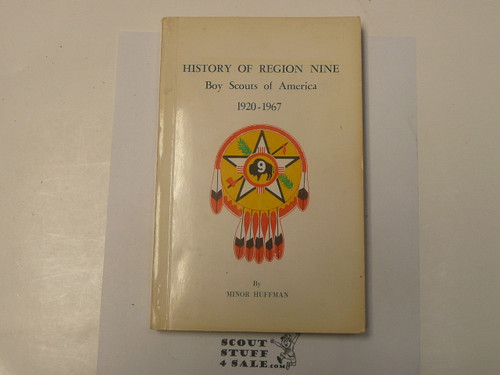 HISTORY OF REGION NINE
Boy Scouts of America
1920-1967
9
By
MINOR HUFFMAN
SCOUT
STUFF
4 SALE.COM